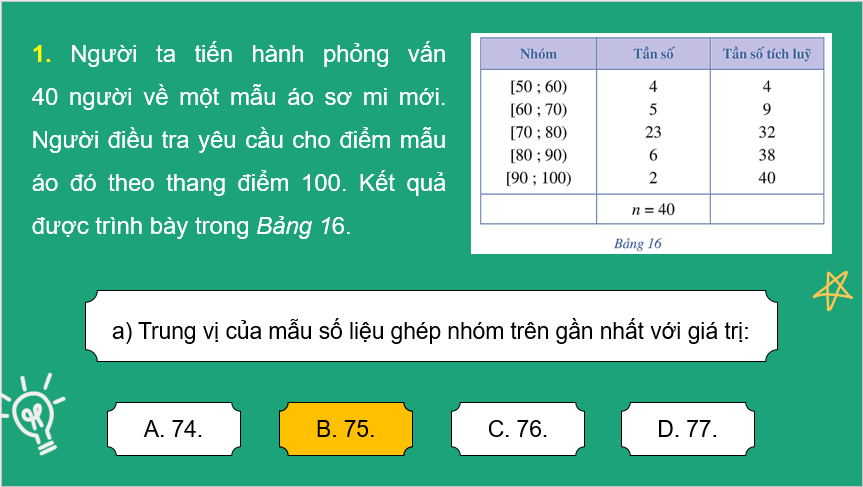 1. Người ta tiến hành phỏng vấn
40 người về một mẫu áo sơ mi mới.
Người điều tra yêu cầu cho điểm mẫu
áo đó theo thang điểm 100. Kết quả
được trình bày trong Bảng 16.
Nhóm Tần số Tần số tích luỹ
[50 ; 60) 4 4
[60 ; 70) 5 9
[70 ; 80) 23 32
[80 ; 90) 6 38
[90 ; 100) 2 40
n = 40
Bảng 16
a) Trung vị của mẫu số liệu ghép nhóm trên gần nhất với giá trị:
A. 74. B. 75. C. 76. D. 77.